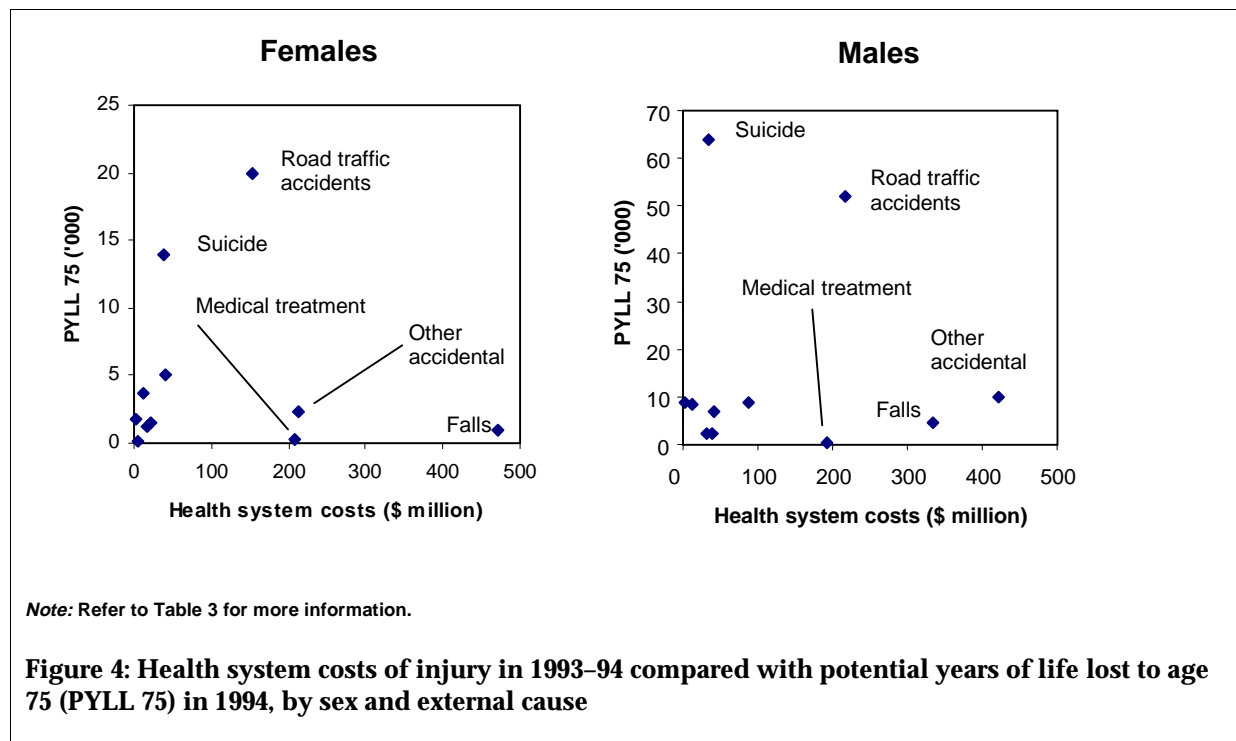 Females
25
20
15
10
5
0
PYLL 75 ('000)
Road traffic
accidents
Suicide
Medical treatment
Other
accidental
Falls
0 100 200 300 400 500
Health system costs ($ million)
Males
70
60
50
40
30
20
10
0
PYLL 75 ('000)
Suicide
Road traffic
accidents
Medical treatment
Other
accidental
Falls
0 100 200 300 400 500
Health system costs ($ million)
Note: Refer to Table 3 for more information.
Figure 4: Health system costs of injury in 1993–94 compared with potential years of life lost to age
75 (PYLL 75) in 1994, by sex and external cause